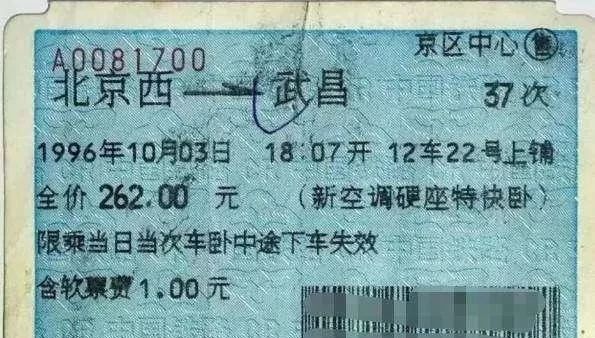 京区中心 售
A0081700
北京西 → 武昌 37次
1996年10月03日 18:07开 12车22号上铺
全价 262.00 元 （新空调硬座特快卧）
限乘当日当次车卧中途下车失效
含软票费 1.00 元